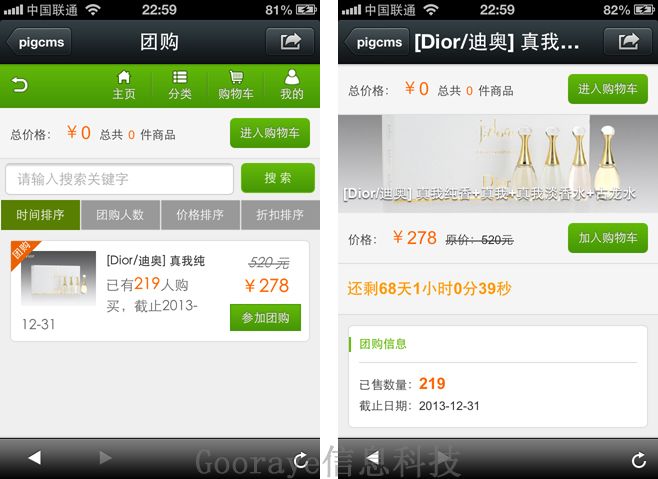 中国联通 22:59 81%
pigcms 团购
主页 分类 购物车 我的
总价格: ￥0 总共 0 件商品 进入购物车
请输入搜索关键字 搜 索
时间排序 团购人数 价格排序 折扣排序
团购
[Dior/迪奥] 真我纯 520 元
已有219人购 ￥278
买，截止2013-
12-31 参加团购
中国联通 22:59 82%
pigcms [Dior/迪奥] 真我...
总价格: ￥0 总共 0 件商品 进入购物车
j'adore
[Dior/迪奥] 真我纯香+真我+真我淡香水+古龙水
价格: ￥278 原价: 520元 加入购物车
还剩68天1小时0分39秒
团购信息
已售数量: 219
截止日期: 2013-12-31
Gooraye信息科技